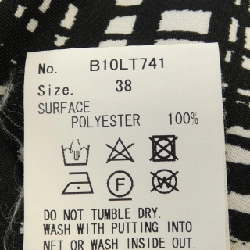 No. B10LT741
Size. 38
SURFACE
POLYESTER 100%
F
DO NOT TUMBLE DRY.
WASH WITH PUTTING INTO
NET OR WASH INSIDE OUT